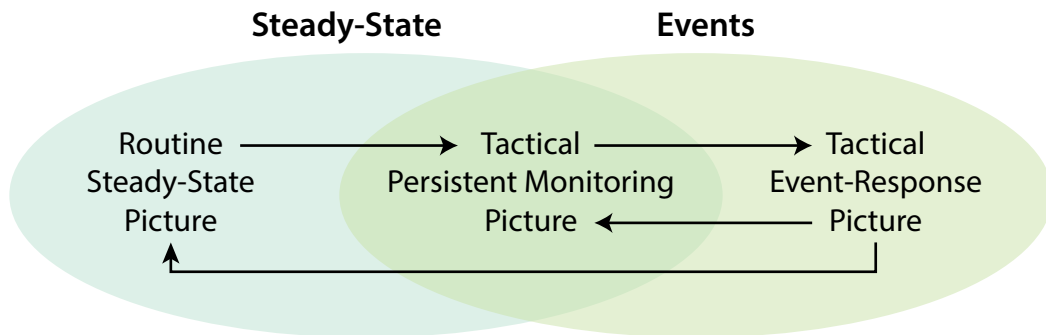 Steady-State
Events
Routine
Steady-State
Picture
Tactical
Persistent Monitoring
Picture
Tactical
Event-Response
Picture